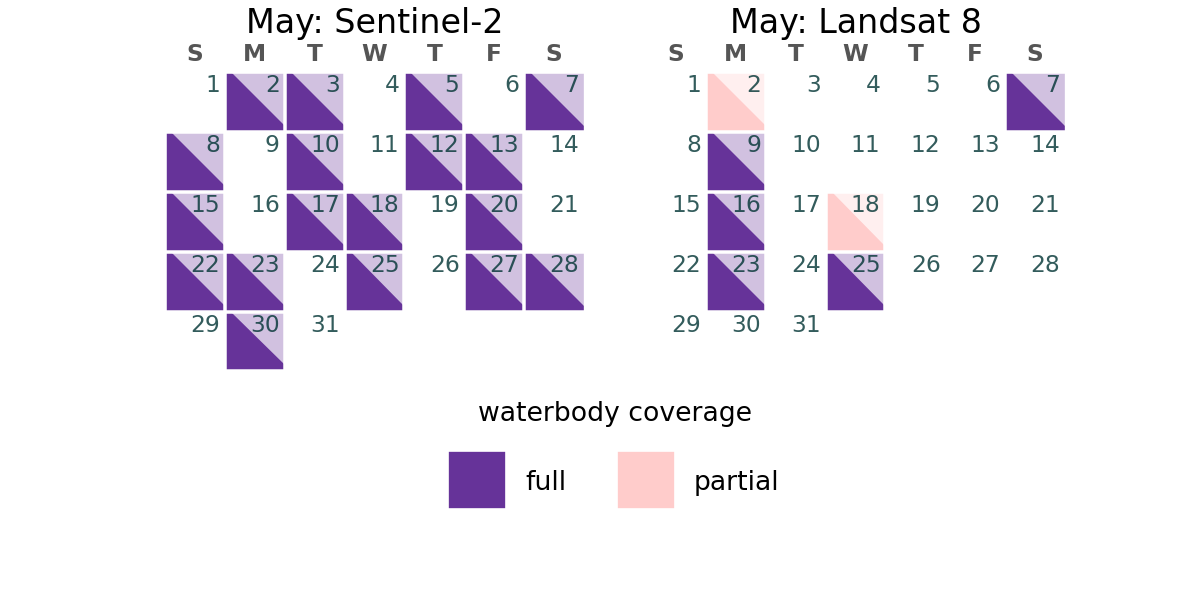 May: Sentinel-2
S M T W T F S
1 2 3 4 5 6 7
8 9 10 11 12 13 14
15 16 17 18 19 20 21
22 23 24 25 26 27 28
29 30 31
May: Landsat 8
S M T W T F S
1 2 3 4 5 6 7
8 9 10 11 12 13 14
15 16 17 18 19 20 21
22 23 24 25 26 27 28
29 30 31
waterbody coverage
full partial